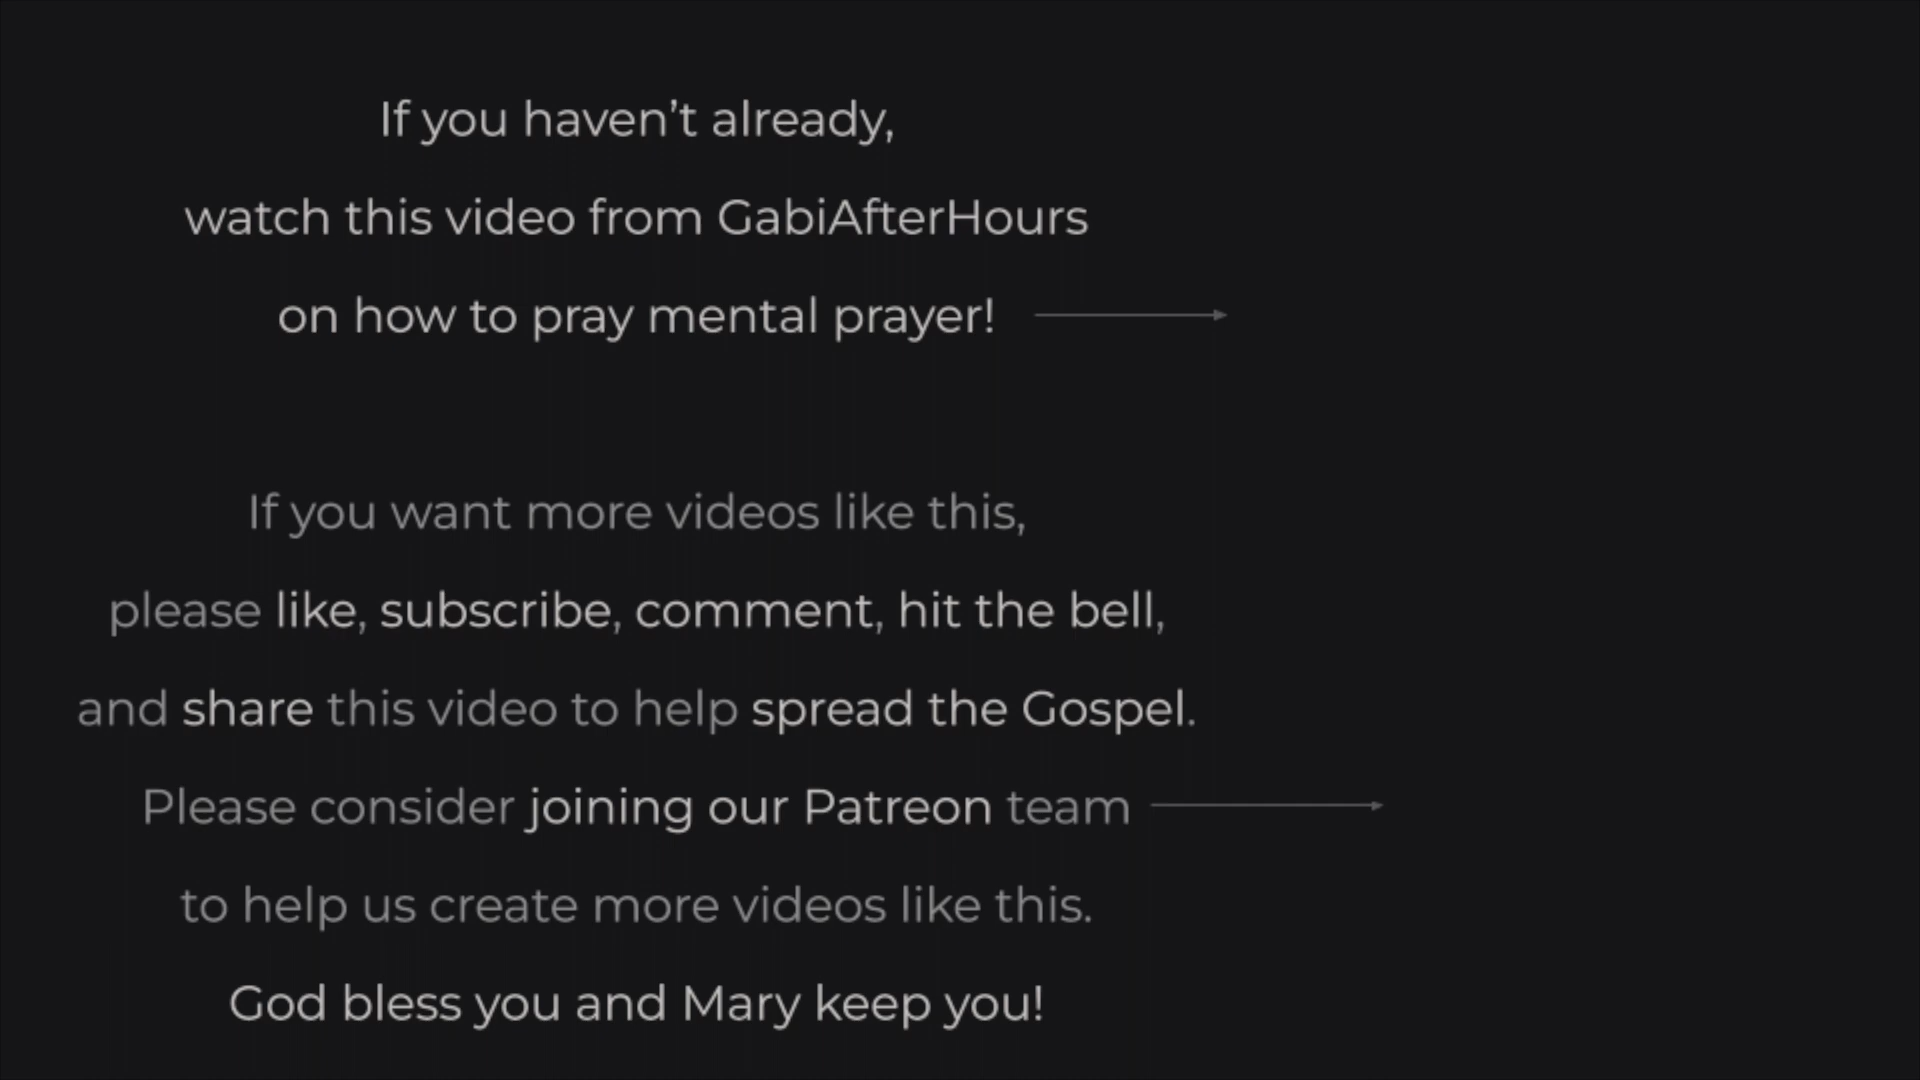 If you haven’t already,
watch this video from GabiAfterHours
on how to pray mental prayer!
If you want more videos like this,
please like, subscribe, comment, hit the bell,
and share this video to help spread the Gospel.
Please consider joining our Patreon team
to help us create more videos like this.
God bless you and Mary keep you!